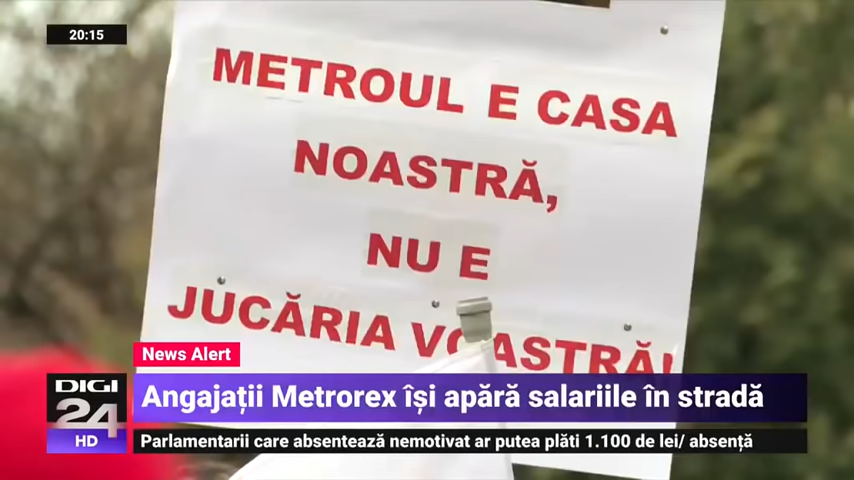 20:15
METROUL E CASA
NOASTRĂ,
NU E
JUCĂRIA VOASTRĂ!
News Alert
DIGI
24
HD
Angajații Metrorex își apără salariile în stradă
Parlamentarii care absentează nemotivat ar putea plăti 1.100 de lei/ absență